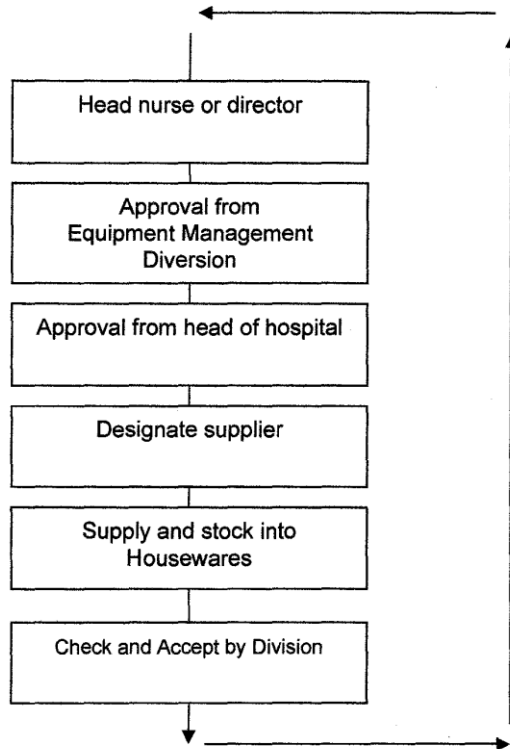 Head nurse or director
Approval from
Equipment Management
Diversion
Approval from head of hospital
Designate supplier
Supply and stock into
Housewares
Check and Accept by Division